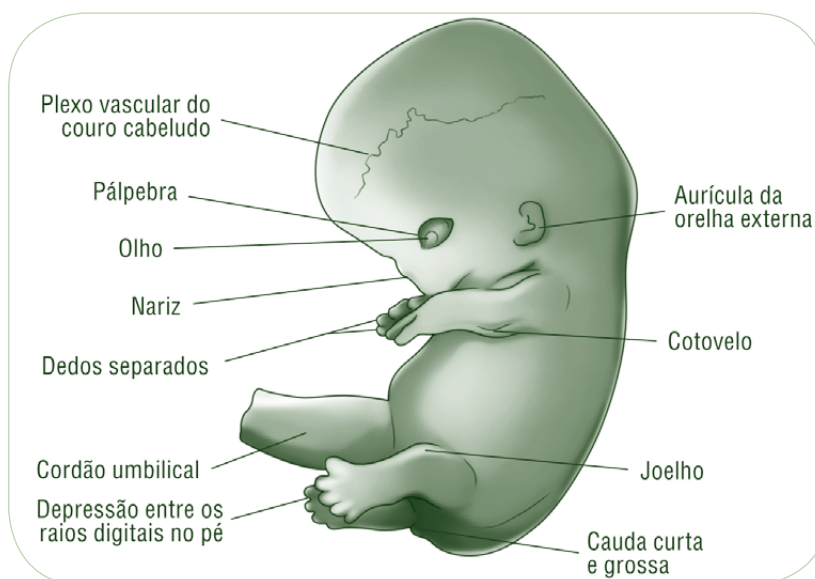 Plexo vascular do
couro cabeludo
Pálpebra
Olho
Nariz
Dedos separados
Cordão umbilical
Depressão entre os
raios digitais no pé
Aurícula da
orelha externa
Cotovelo
Joelho
Cauda curta
e grossa